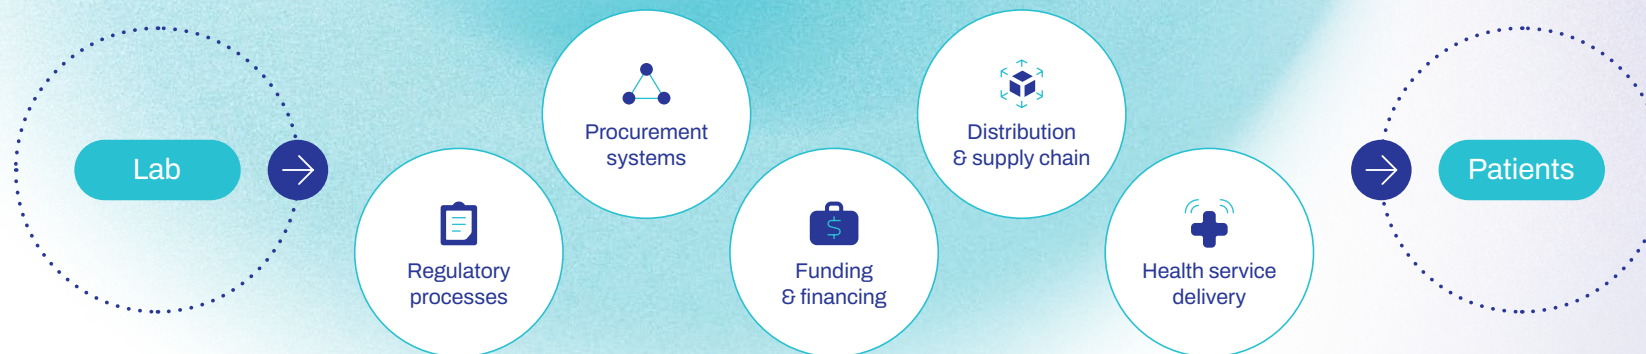 Lab
Regulatory
processes
Procurement
systems
Funding
& financing
Distribution
& supply chain
Health service
delivery
Patients